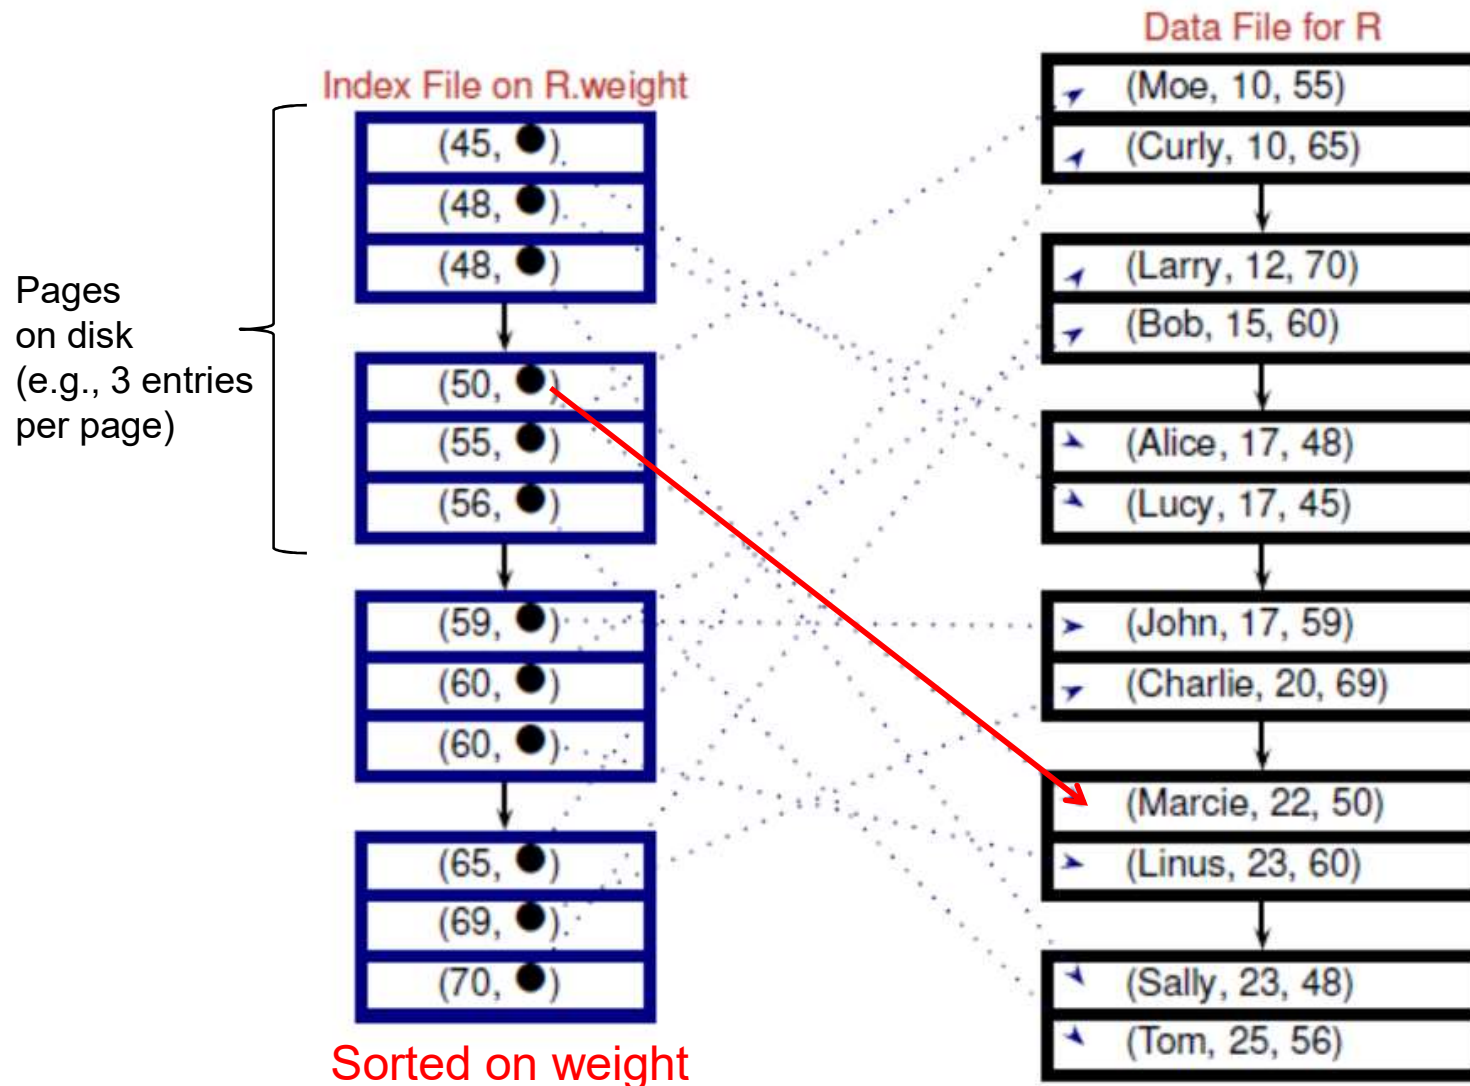 Data File for R
Index File on R.weight
Pages
on disk
(e.g., 3 entries
per page)
(45, ●)
(48, ●)
(48, ●)
(50, ●)
(55, ●)
(56, ●)
(59, ●)
(60, ●)
(60, ●)
(65, ●)
(69, ●)
(70, ●)
Sorted on weight
(Moe, 10, 55)
(Curly, 10, 65)
(Larry, 12, 70)
(Bob, 15, 60)
(Alice, 17, 48)
(Lucy, 17, 45)
(John, 17, 59)
(Charlie, 20, 69)
(Marcie, 22, 50)
(Linus, 23, 60)
(Sally, 23, 48)
(Tom, 25, 56)